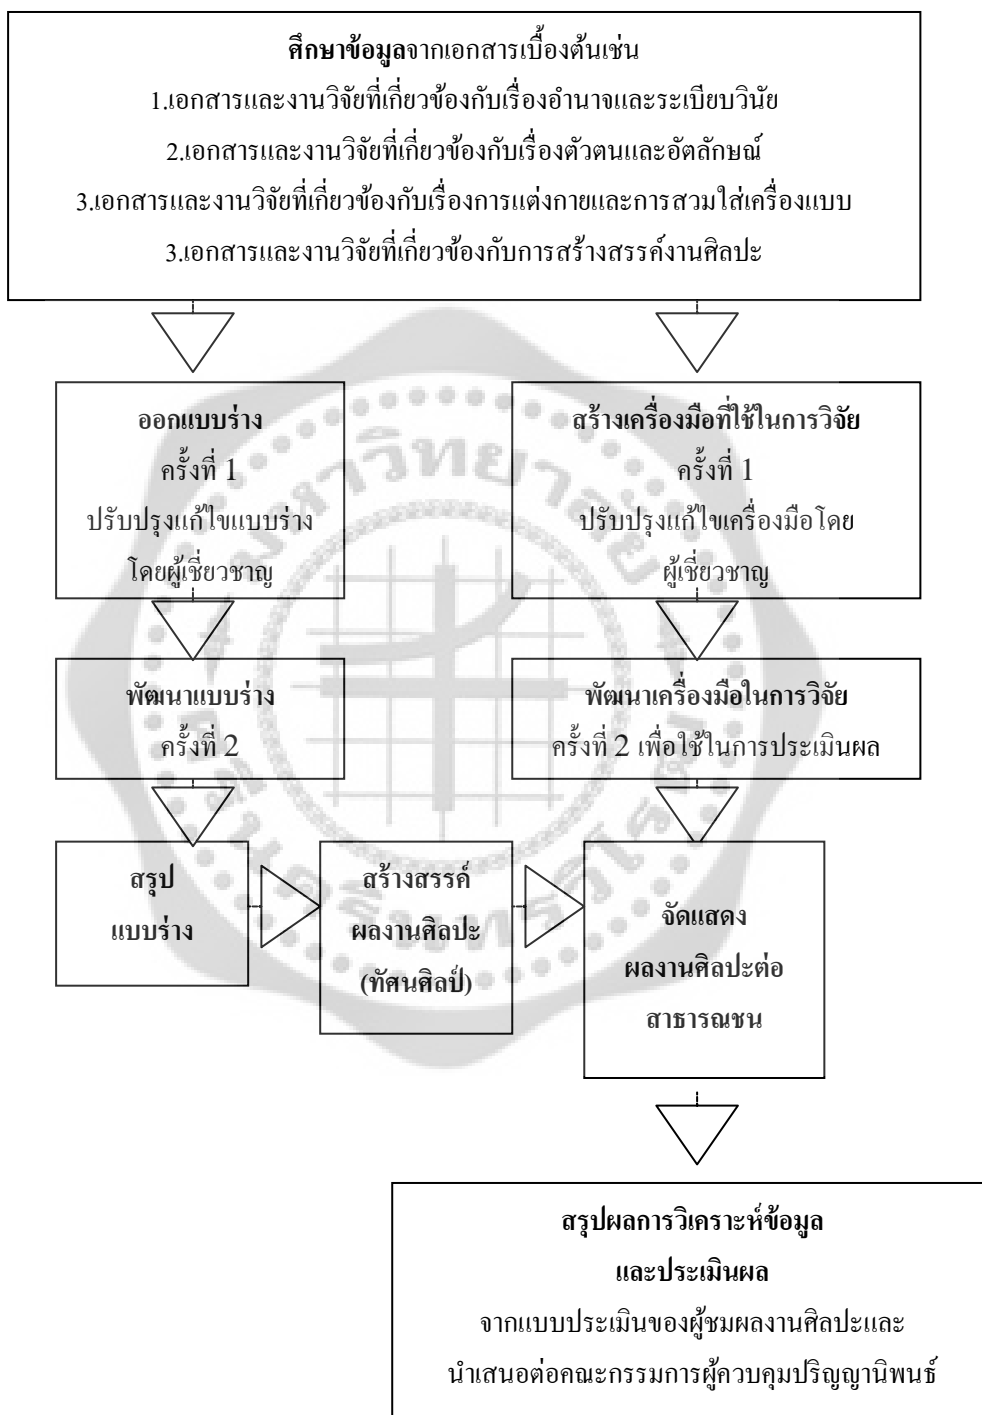 ศึกษาข้อมูลจากเอกสารเบื้องต้นเช่น
1.เอกสารและงานวิจัยที่เกี่ยวข้องกับเรื่องอำนาจและระเบียบวินัย
2.เอกสารและงานวิจัยที่เกี่ยวข้องกับเรื่องตัวตนและอัตลักษณ์
3.เอกสารและงานวิจัยที่เกี่ยวข้องกับเรื่องการแต่งกายและการสวมใส่เครื่องแบบ
3.เอกสารและงานวิจัยที่เกี่ยวข้องกับการสร้างสรรค์งานศิลปะ
ออกแบบร่าง
ครั้งที่ 1
ปรับปรุงแก้ไขแบบร่าง
โดยผู้เชี่ยวชาญ
สร้างเครื่องมือที่ใช้ในการวิจัย
ครั้งที่ 1
ปรับปรุงแก้ไขเครื่องมือโดย
ผู้เชี่ยวชาญ
พัฒนาแบบร่าง
ครั้งที่ 2
พัฒนาเครื่องมือในการวิจัย
ครั้งที่ 2 เพื่อใช้ในการประเมินผล
สรุป
แบบร่าง
สร้างสรรค์
ผลงานศิลปะ
(ทัศนศิลป์)
จัดแสดง
ผลงานศิลปะต่อ
สาธารณชน
สรุปผลการวิเคราะห์ข้อมูล
และประเมินผล
จากแบบประเมินของผู้ชมผลงานศิลปะและ
นำเสนอต่อคณะกรรมการผู้ควบคุมปริญญานิพนธ์
มหาวิทยาลัย
ศรีนครินทรวิโรฒ